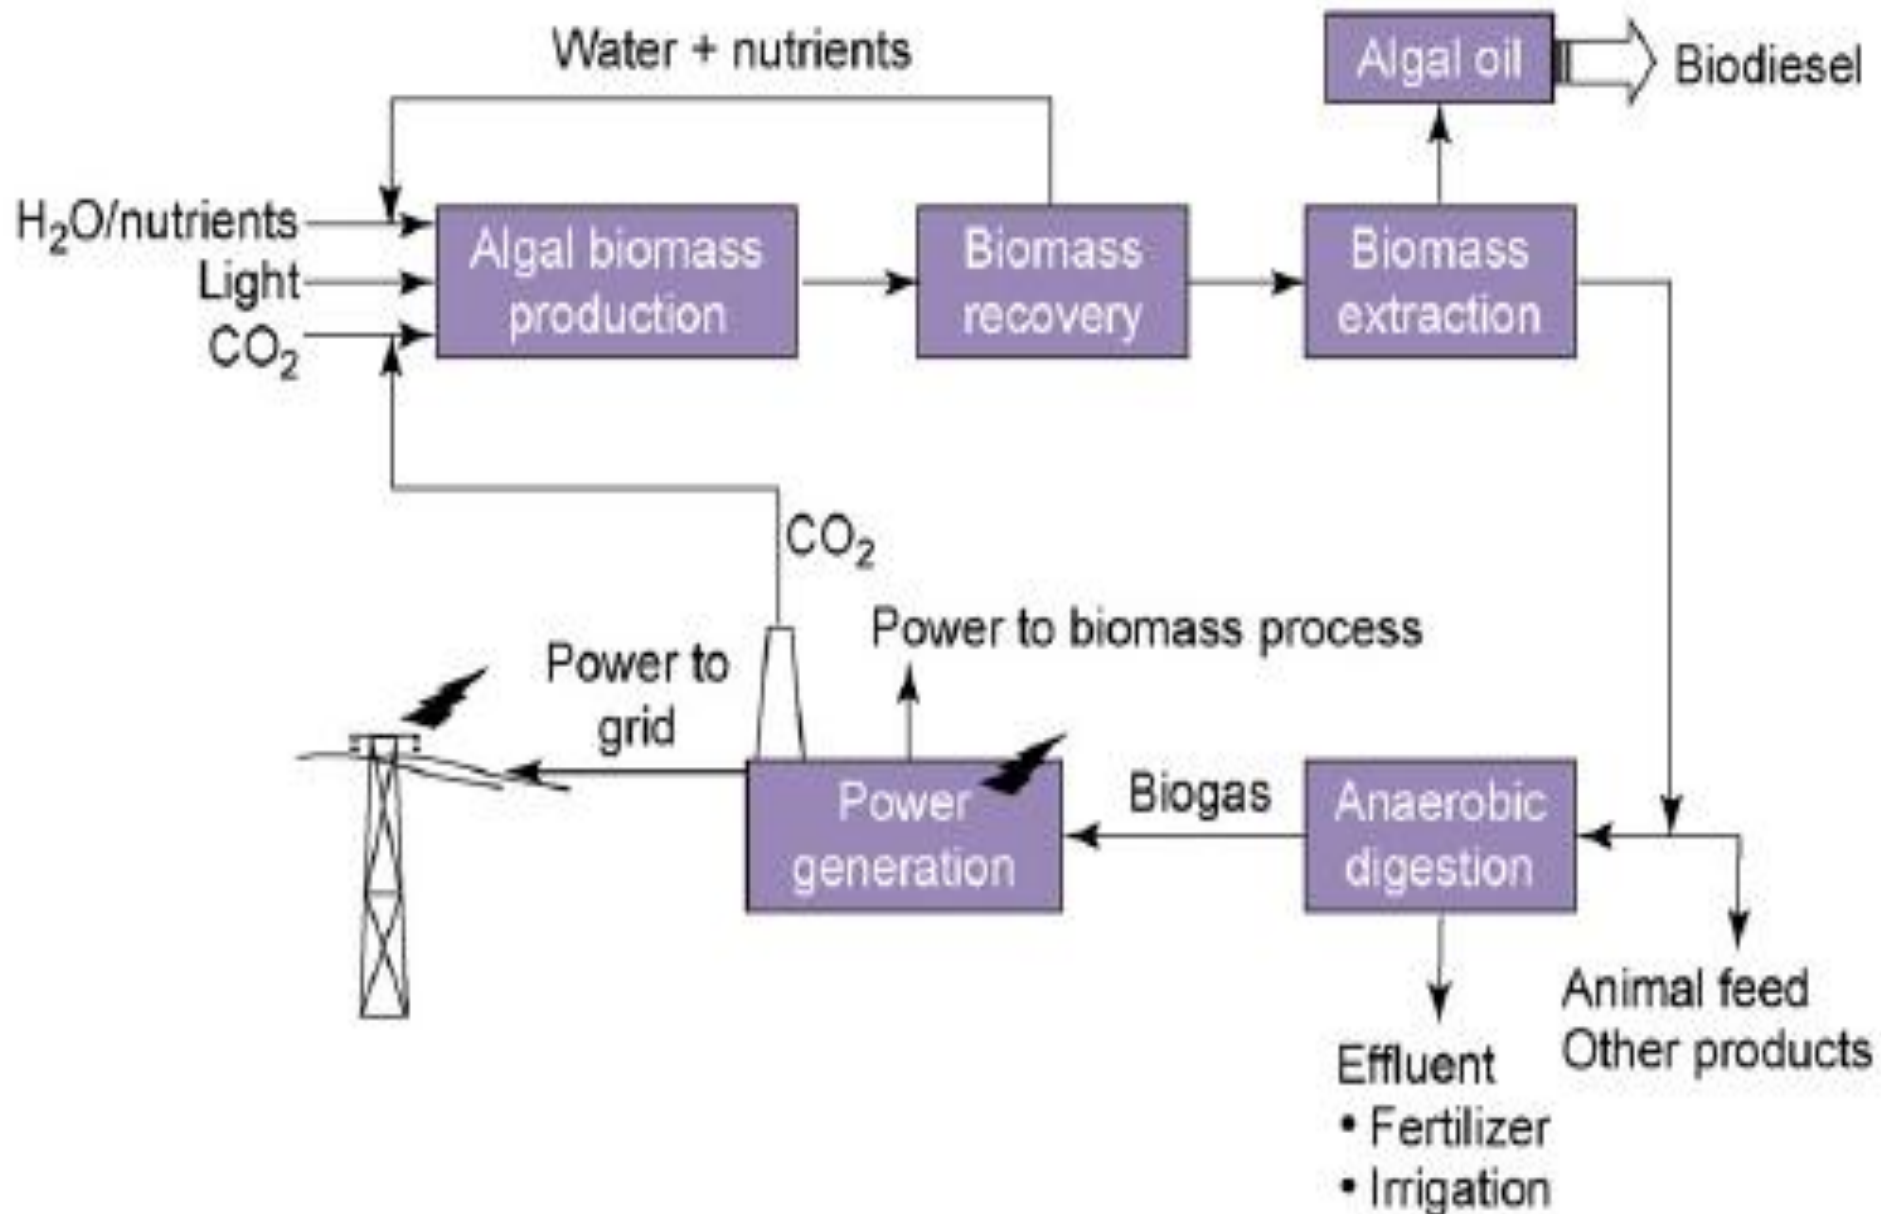 Water + nutrients
Algal oil
Biodiesel
H₂O/nutrients
Light
CO₂
Algal biomass
production
Biomass
recovery
Biomass
extraction
CO₂
Power to biomass process
Power to
grid
Power
generation
Biogas
Anaerobic
digestion
Animal feed
Other products
Effluent
• Fertilizer
• Irrigation